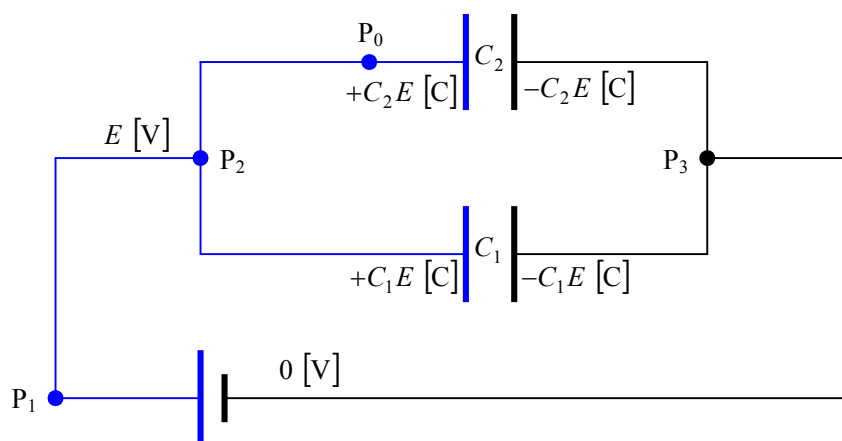 P₀
C₂
+C₂E [C]
−C₂E [C]
E [V]
P₂
P₃
C₁
+C₁E [C]
−C₁E [C]
0 [V]
P₁